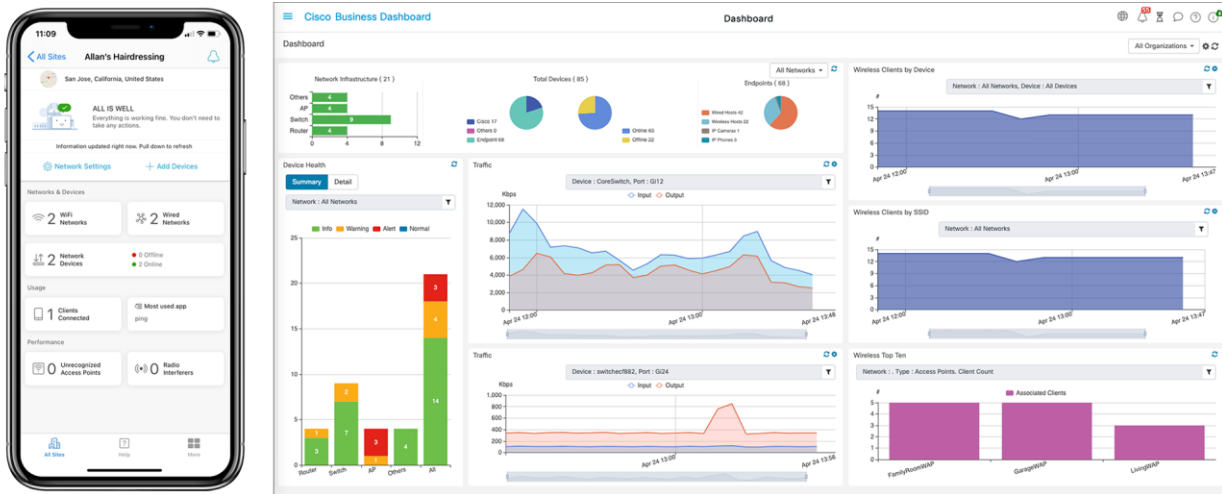 11:09
All Sites Allan's Hairdressing
San Jose, California, United States
ALL IS WELL
Everything is working fine. You don't need to
take any actions.
Information updated right now. Pull down to refresh
Network Settings + Add Devices
Networks & Devices
2 WiFi Networks
2 Wired Networks
2 Network Devices
0 Offline
2 Online
Usage
1 Clients Connected
Most used app
ping
Performance
0 Unrecognized Access Points
0 Radio Interferers
All Sites Help More
Cisco Business Dashboard
Dashboard
55
Dashboard
All Organizations
All Networks
Network Infrastructure ( 21 )
Others 4
AP 4
Switch 9
Router 4
0 4 8 12
Total Devices ( 85 )
Cisco 17
Others 0
Endpoint 68
Online 63
Offline 22
Endpoints ( 68 )
Wired Hosts 42
Wireless Hosts 22
IP Cameras 1
IP Phones 3
Device Health
Summary Detail
Network : All Networks
Info Warning Alert Normal
25
20
15
10
5
0
1
3
2
7
3
1
4
3
4
14
Router Switch AP Others All
Traffic
Device : CoreSwitch, Port : Gi12
Kbps
Input Output
12,000
10,000
8,000
6,000
4,000
2,000
0
Apr 24 12:00 Apr 24 13:00 Apr 24 13:48
Traffic
Device : switchecf882, Port : Gi24
Kbps
Input Output
1,000
800
600
400
200
0
Apr 24 13:00 Apr 24 13:56
Wireless Clients by Device
Network : All Networks, Device : All Devices
#
15
12
9
6
3
0
Apr 24 12:00 Apr 24 13:00 Apr 24 13:47
Wireless Clients by SSID
Network : All Networks
#
15
12
9
6
3
0
Apr 24 12:00 Apr 24 13:00 Apr 24 13:47
Wireless Top Ten
Network : . Type : Access Points. Client Count
Associated Clients
#
5
4
3
2
1
0
FamilyRoomWAP GarageWAP LivingWAP